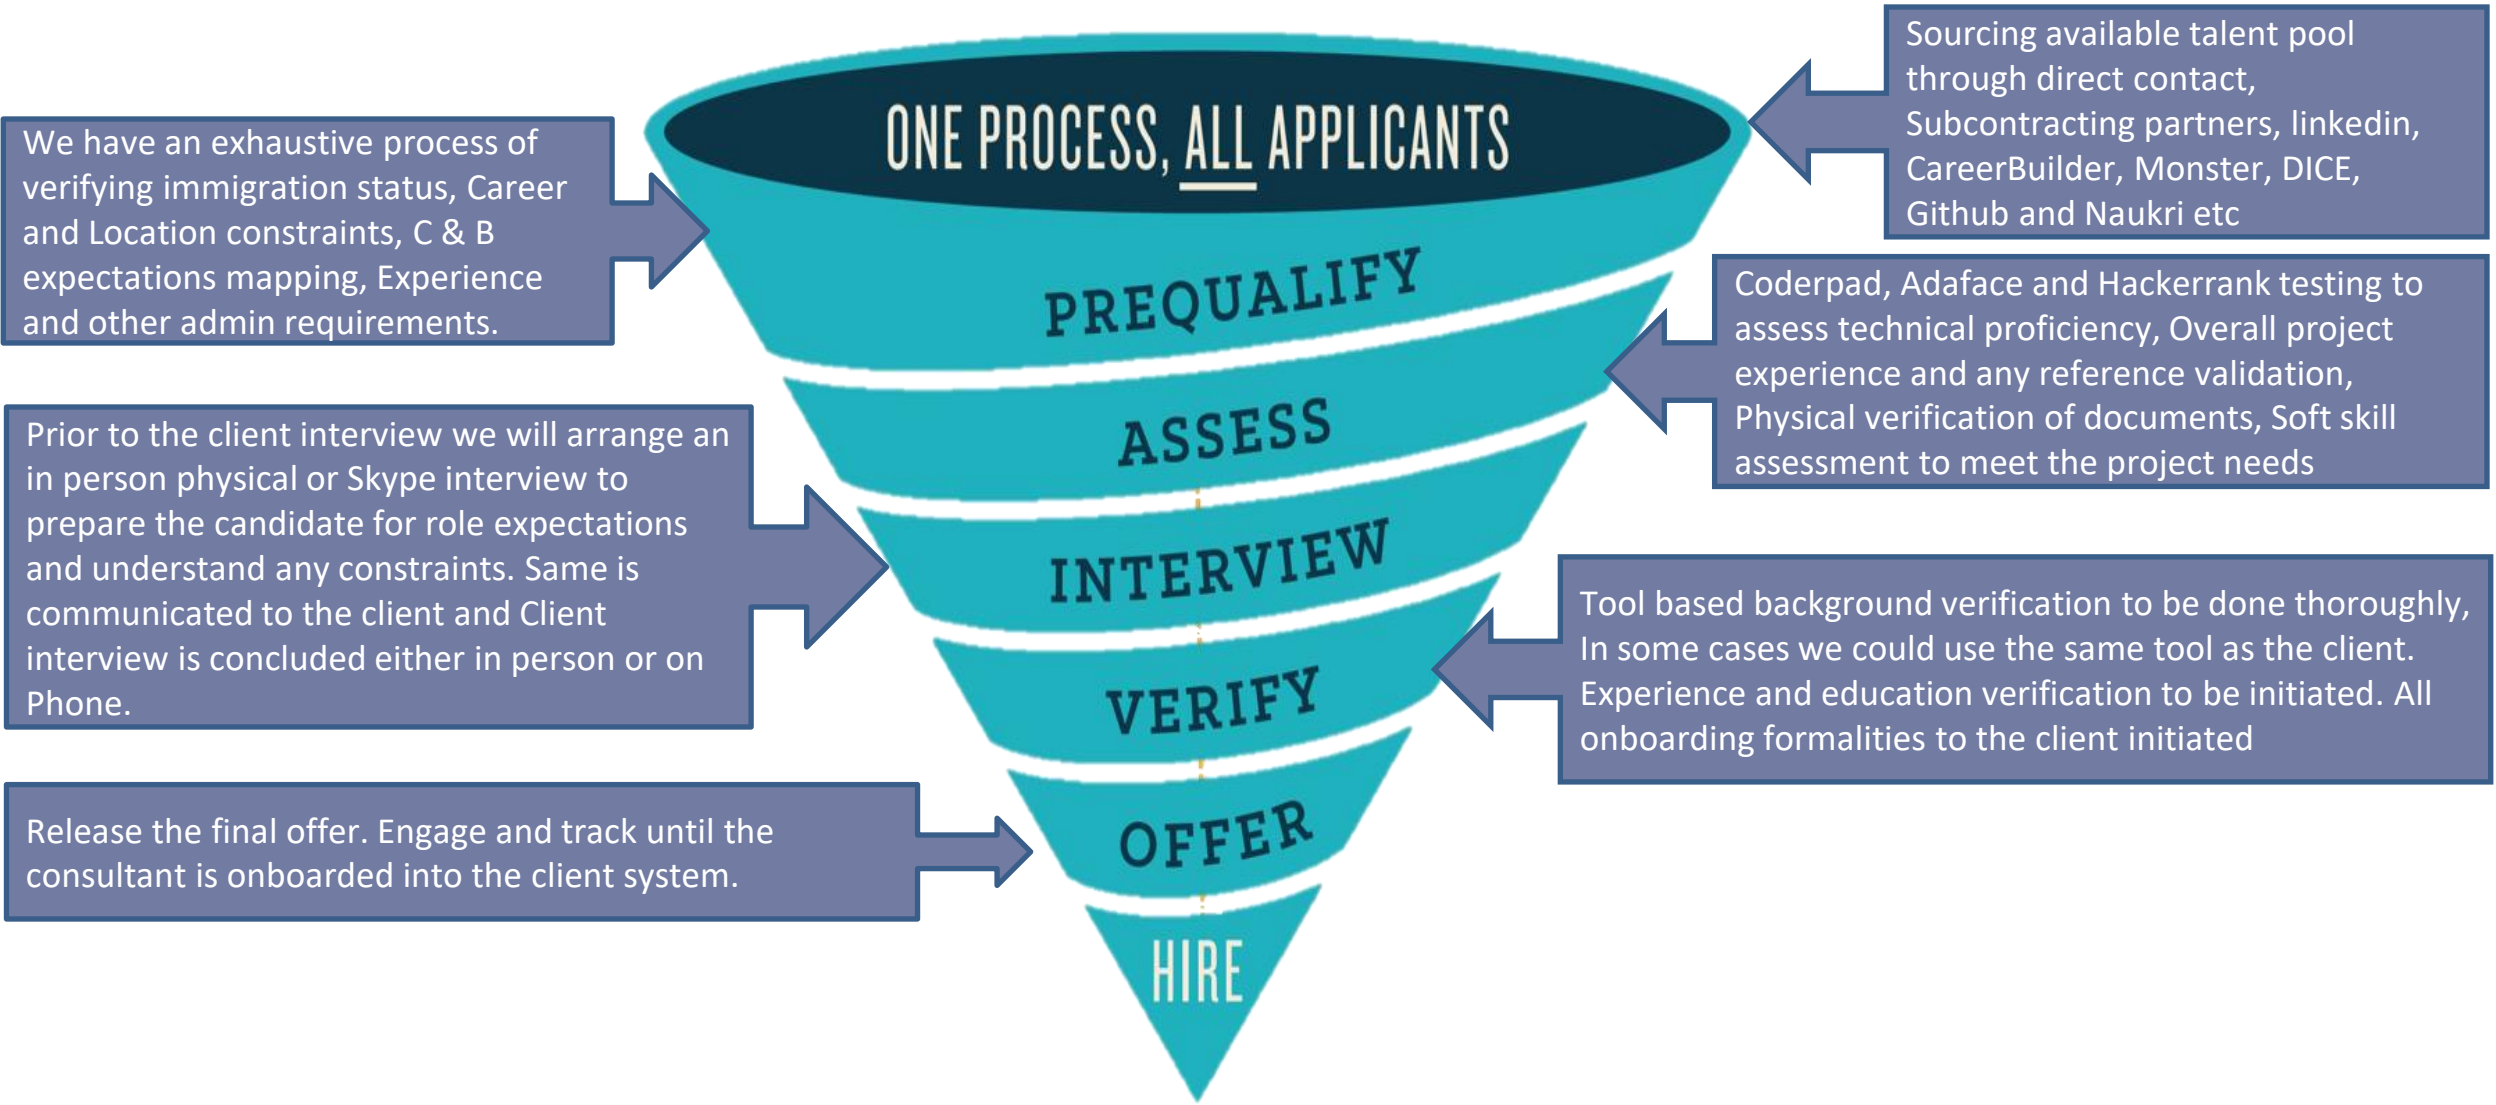 ONE PROCESS, ALL APPLICANTS
Sourcing available talent pool
through direct contact,
Subcontracting partners, linkedin,
CareerBuilder, Monster, DICE,
Github and Naukri etc
We have an exhaustive process of
verifying immigration status, Career
and Location constraints, C & B
expectations mapping, Experience
and other admin requirements.
PREQUALIFY
Coderpad, Adaface and Hackerrank testing to
assess technical proficiency, Overall project
experience and any reference validation,
Physical verification of documents, Soft skill
assessment to meet the project needs
ASSESS
Prior to the client interview we will arrange an
in person physical or Skype interview to
prepare the candidate for role expectations
and understand any constraints. Same is
communicated to the client and Client
interview is concluded either in person or on
Phone.
INTERVIEW
Tool based background verification to be done thoroughly,
In some cases we could use the same tool as the client.
Experience and education verification to be initiated. All
onboarding formalities to the client initiated
VERIFY
Release the final offer. Engage and track until the
consultant is onboarded into the client system.
OFFER
HIRE